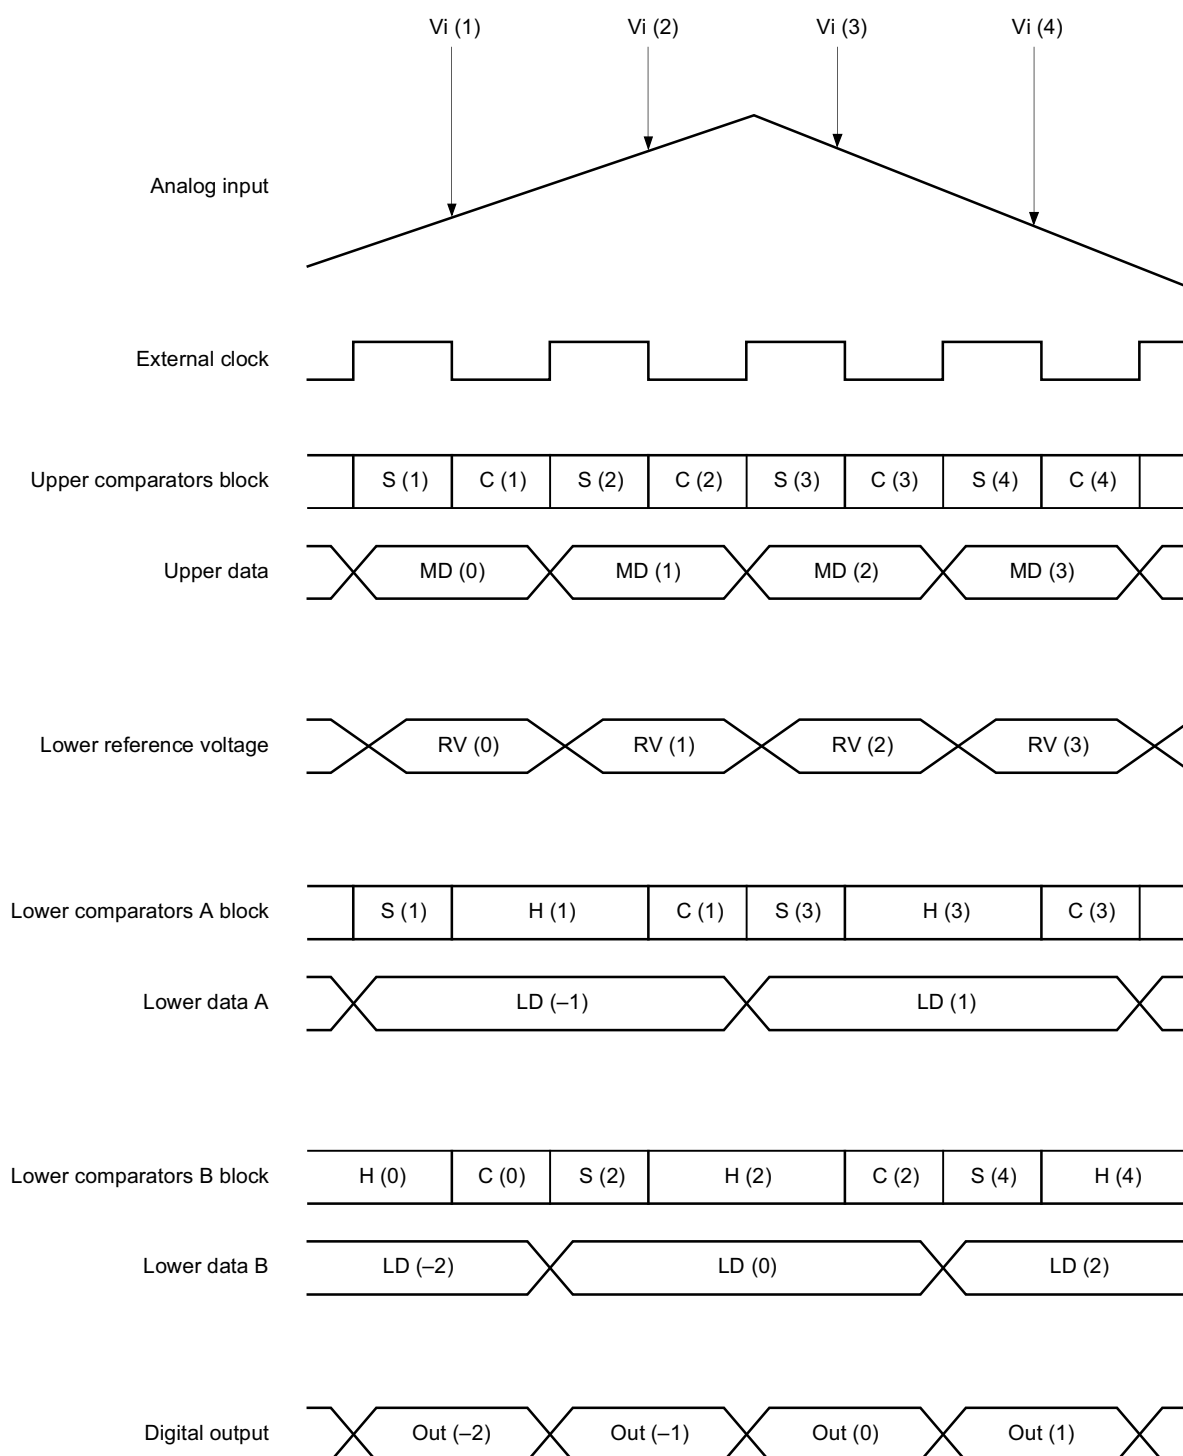 Vi (1) Vi (2) Vi (3) Vi (4)
Analog input
External clock
Upper comparators block S (1) C (1) S (2) C (2) S (3) C (3) S (4) C (4)
Upper data MD (0) MD (1) MD (2) MD (3)
Lower reference voltage RV (0) RV (1) RV (2) RV (3)
Lower comparators A block S (1) H (1) C (1) S (3) H (3) C (3)
Lower data A LD (–1) LD (1)
Lower comparators B block H (0) C (0) S (2) H (2) C (2) S (4) H (4)
Lower data B LD (–2) LD (0) LD (2)
Digital output Out (–2) Out (–1) Out (0) Out (1)